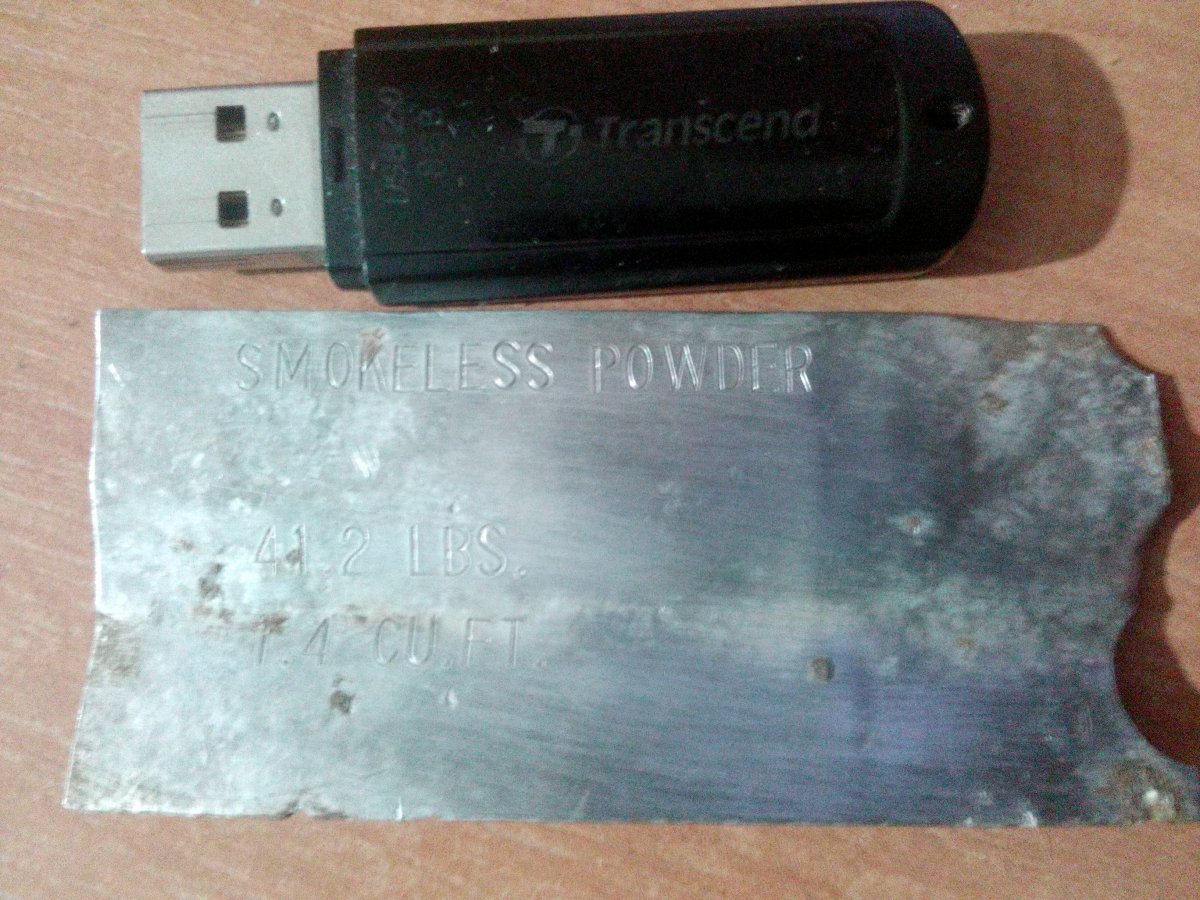 Transcend
SMOKELESS POWDER
41.2 LBS.
1.4 CU.FT.